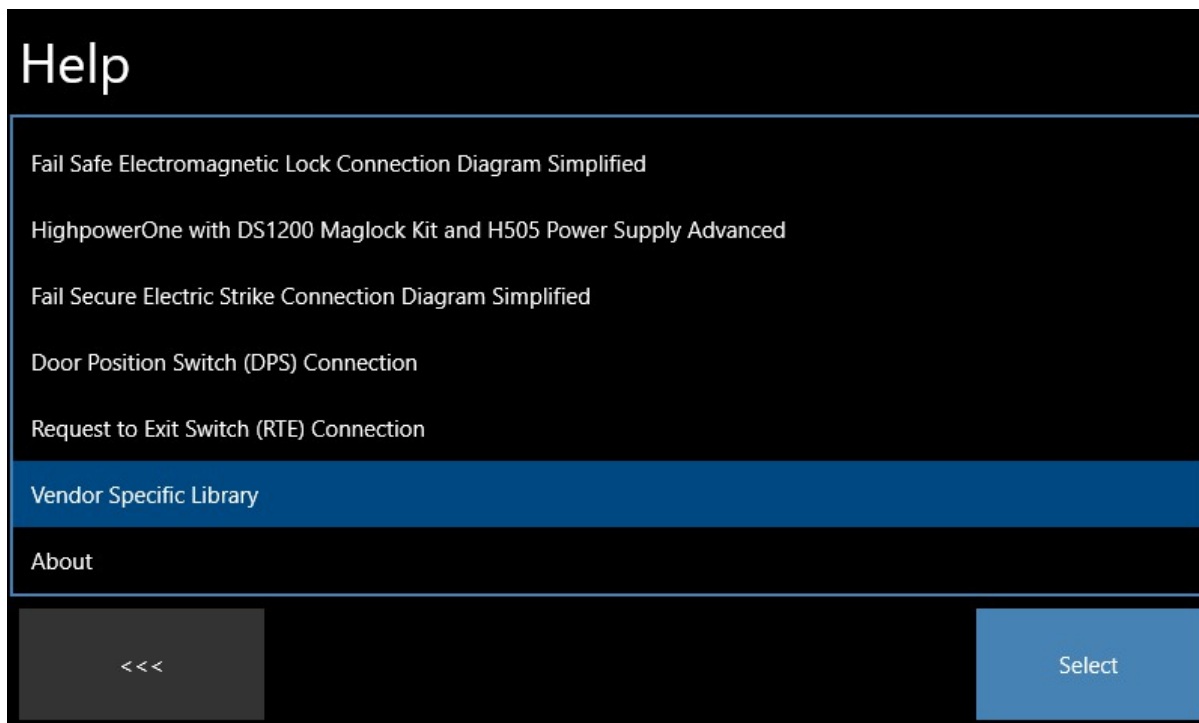 Help
Fail Safe Electromagnetic Lock Connection Diagram Simplified
HighpowerOne with DS1200 Maglock Kit and H505 Power Supply Advanced
Fail Secure Electric Strike Connection Diagram Simplified
Door Position Switch (DPS) Connection
Request to Exit Switch (RTE) Connection
Vendor Specific Library
About
<<< Select